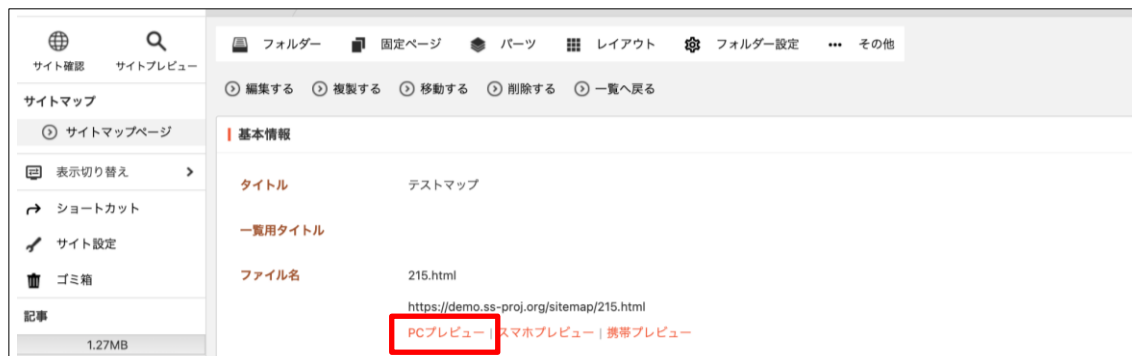 サイト確認 サイトプレビュー
サイトマップ
サイトマップページ
表示切り替え
ショートカット
サイト設定
ゴミ箱
記事
1.27MB
フォルダー 固定ページ パーツ レイアウト フォルダー設定 ••• その他
編集する 複製する 移動する 削除する 一覧へ戻る
基本情報
タイトル テストマップ
一覧用タイトル
ファイル名 215.html
https://demo.ss-proj.org/sitemap/215.html
PCプレビュー | スマホプレビュー | 携帯プレビュー